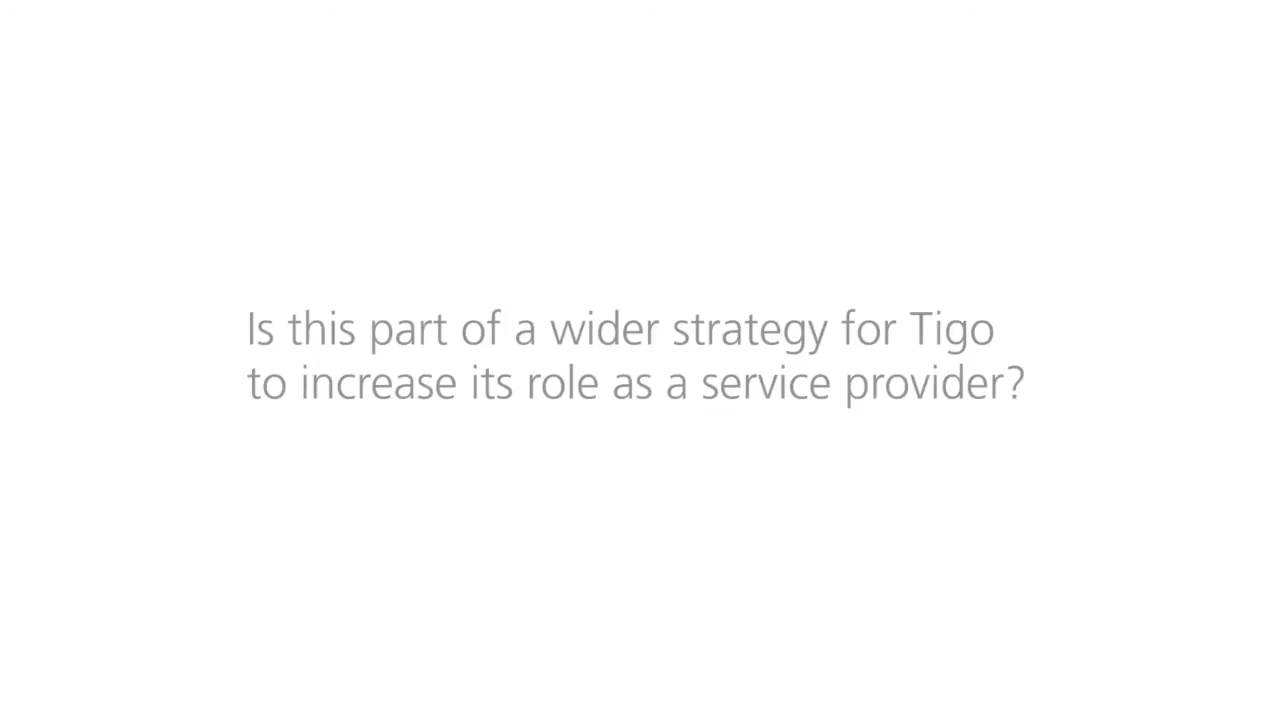 Is this part of a wider strategy for Tigo
to increase its role as a service provider?